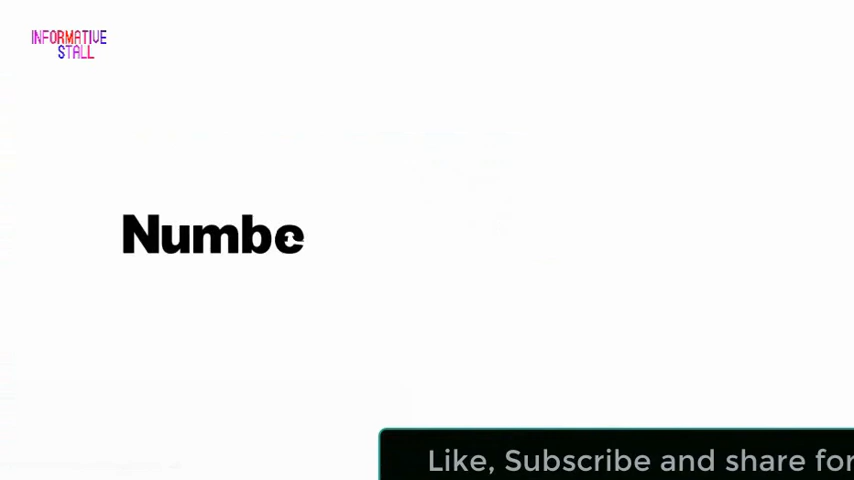 INFORMATIVE
STALL
Numbe
Like, Subscribe and share for